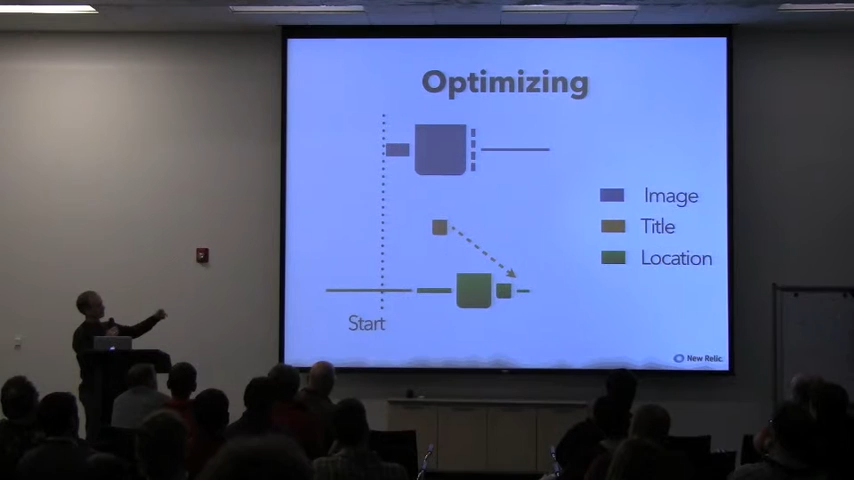 Optimizing
Image
Title
Location
Start
New Relic.